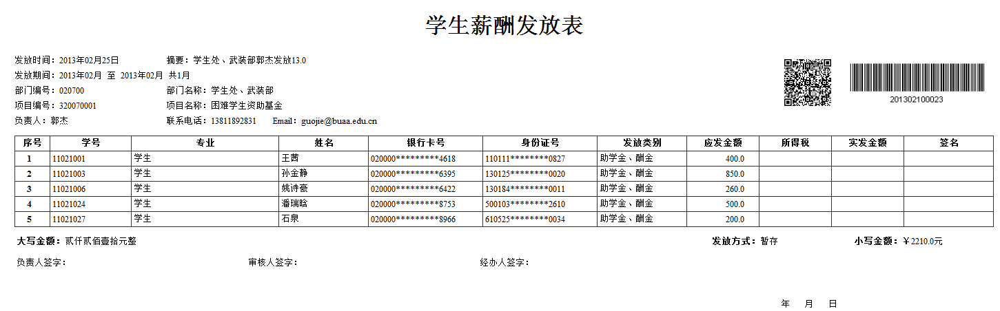 学生薪酬发放表
发放时间：2013年02月25日 摘要：学生处、武装部郭杰发放13.0
发放期间：2013年02月 至 2013年02月 共1月
部门编号：020700 部门名称：学生处、武装部
项目编号：320070001 项目名称：困难学生资助基金
负责人：郭杰 联系电话：13811892831 Email：guojie@buaa.edu.cn
201302100023
序号 学号 专业 姓名 银行卡号 身份证号 发放类别 应发金额 所得税 实发金额 签名
1 11021001 学生 王茜 020000*********4618 110111********0827 助学金、酬金 400.0
2 11021003 学生 孙金静 020000*********6395 130125********0020 助学金、酬金 850.0
3 11021006 学生 姚诗豪 020000*********6422 130184********0011 助学金、酬金 260.0
4 11021024 学生 潘瑞晗 020000*********8753 500103********2610 助学金、酬金 500.0
5 11021027 学生 石泉 020000*********8966 610525********0034 助学金、酬金 200.0
大写金额：贰仟贰佰壹拾元整 发放方式：暂存 小写金额：￥2210.0元
负责人签字： 审核人签字： 经办人签字：
年 月 日